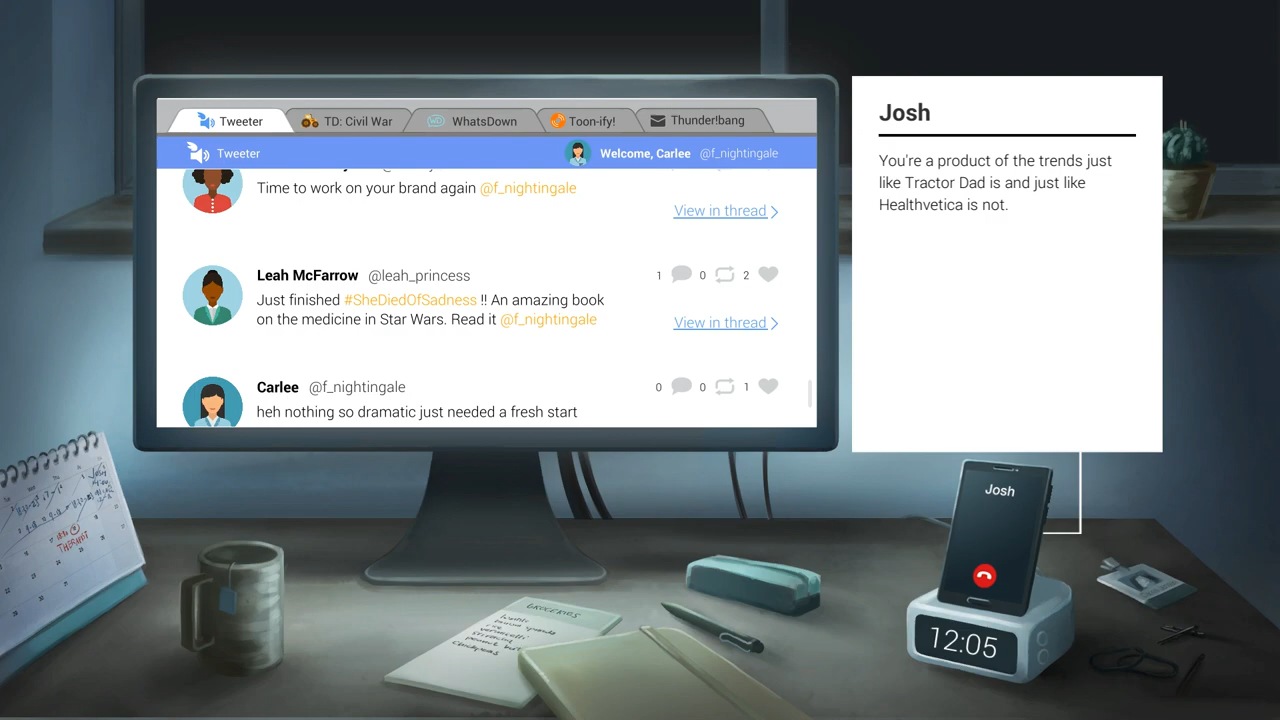 Tweeter
TD: Civil War
WhatsDown
Toon-ify!
Thunder!bang
Tweeter
Welcome, Carlee @f_nightingale
Time to work on your brand again @f_nightingale
View in thread
Leah McFarrow @leah_princess
1 0 2
Just finished #SheDiedOfSadness !! An amazing book
on the medicine in Star Wars. Read it @f_nightingale
View in thread
Carlee @f_nightingale
0 0 1
heh nothing so dramatic just needed a fresh start
Josh
You're a product of the trends just
like Tractor Dad is and just like
Healthvetica is not.
Josh
12:05
THERAPIST
GROCERIES